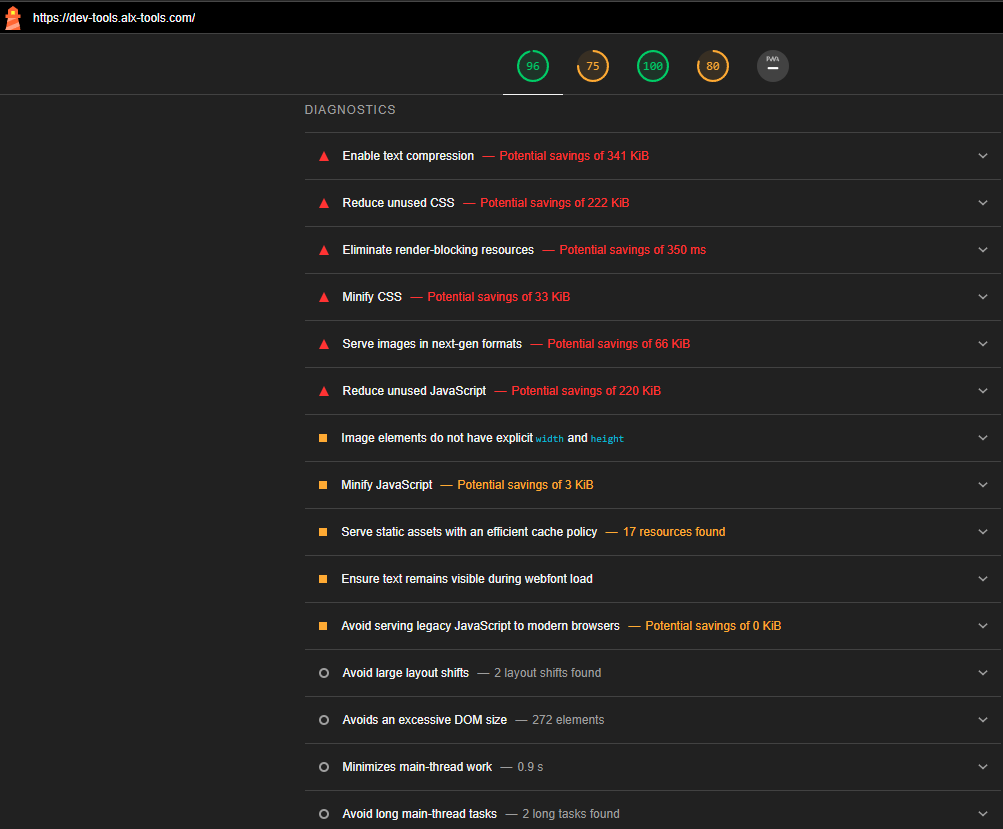 https://dev-tools.alx-tools.com/
96 75 100 80 PWA
DIAGNOSTICS
Enable text compression — Potential savings of 341 KiB
Reduce unused CSS — Potential savings of 222 KiB
Eliminate render-blocking resources — Potential savings of 350 ms
Minify CSS — Potential savings of 33 KiB
Serve images in next-gen formats — Potential savings of 66 KiB
Reduce unused JavaScript — Potential savings of 220 KiB
Image elements do not have explicit width and height
Minify JavaScript — Potential savings of 3 KiB
Serve static assets with an efficient cache policy — 17 resources found
Ensure text remains visible during webfont load
Avoid serving legacy JavaScript to modern browsers — Potential savings of 0 KiB
Avoid large layout shifts — 2 layout shifts found
Avoids an excessive DOM size — 272 elements
Minimizes main-thread work — 0.9 s
Avoid long main-thread tasks — 2 long tasks found